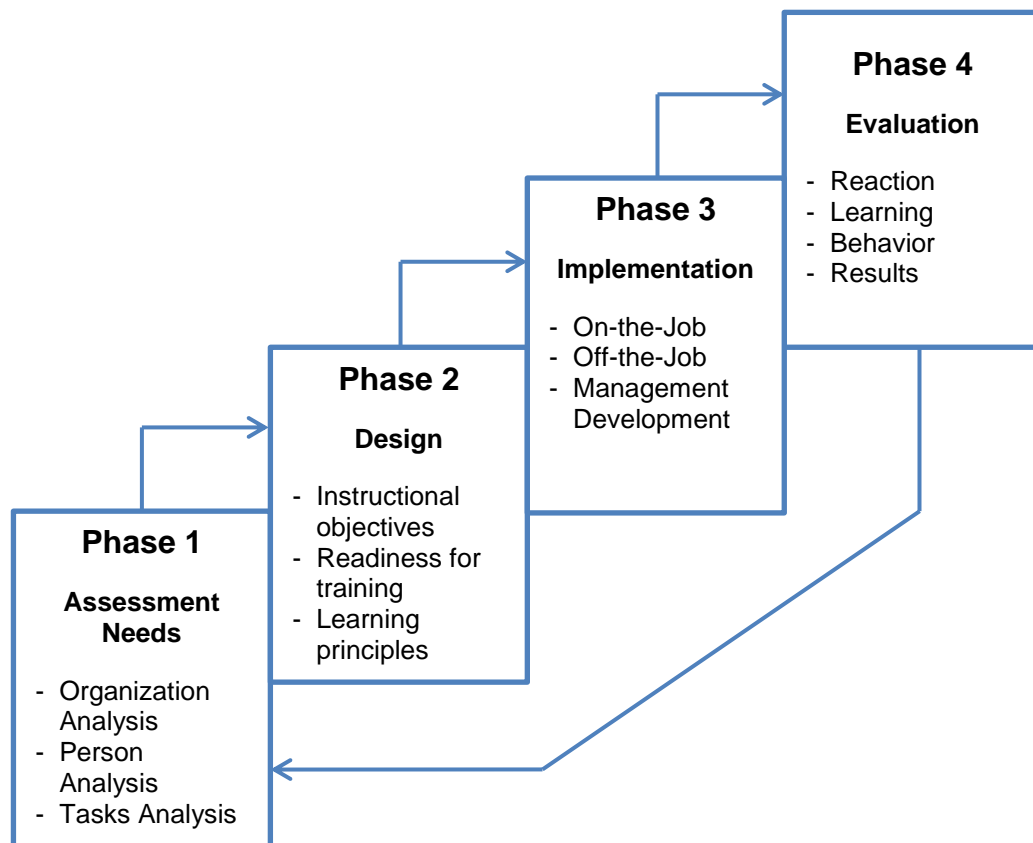 Phase 1
Assessment
Needs
- Organization
Analysis
- Person
Analysis
- Tasks Analysis
Phase 2
Design
- Instructional
objectives
- Readiness for
training
- Learning
principles
Phase 3
Implementation
- On-the-Job
- Off-the-Job
- Management
Development
Phase 4
Evaluation
- Reaction
- Learning
- Behavior
- Results